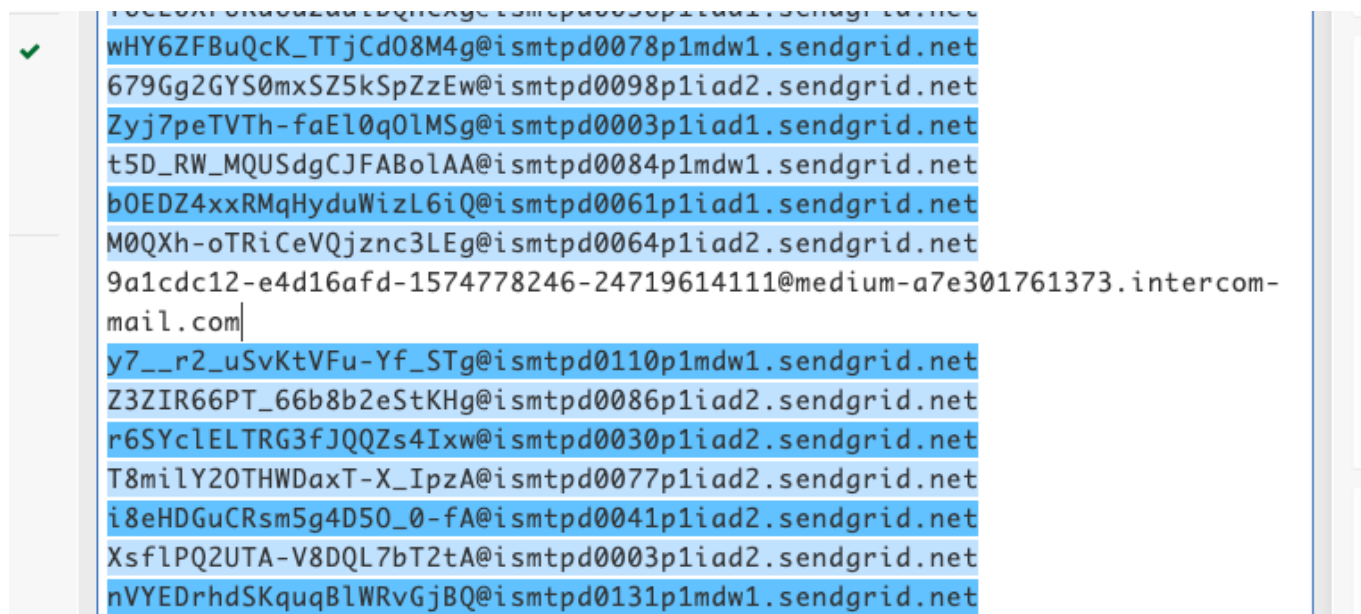 wHY6ZFBuQcK_TTjCdO8M4g@ismtpd0078p1mdw1.sendgrid.net
679Gg2GYS0mxSZ5kSpZzEw@ismtpd0098p1iad2.sendgrid.net
Zyj7peTVTh-faEl0qOlMSg@ismtpd0003p1iad1.sendgrid.net
t5D_RW_MQUSdgCJFABolAA@ismtpd0084p1mdw1.sendgrid.net
bOEDZ4xxRMqHyduWizL6iQ@ismtpd0061p1iad1.sendgrid.net
M0QXh-oTRiCeVQjznc3LEg@ismtpd0064p1iad2.sendgrid.net
9a1cdc12-e4d16afd-1574778246-24719614111@medium-a7e301761373.intercom-
mail.com
y7__r2_uSvKtVFu-Yf_STg@ismtpd0110p1mdw1.sendgrid.net
Z3ZIR66PT_66b8b2eStKHg@ismtpd0086p1iad2.sendgrid.net
r6SYclELTRG3fJQQZs4Ixw@ismtpd0030p1iad2.sendgrid.net
T8milY2OTHWDaxT-X_IpzA@ismtpd0077p1iad2.sendgrid.net
i8eHDGuCRsm5g4D5O_0-fA@ismtpd0041p1iad2.sendgrid.net
XsflPQ2UTA-V8DQL7bT2tA@ismtpd0003p1iad2.sendgrid.net
nVYEDrhdSKquqBlWRvGjBQ@ismtpd0131p1mdw1.sendgrid.net